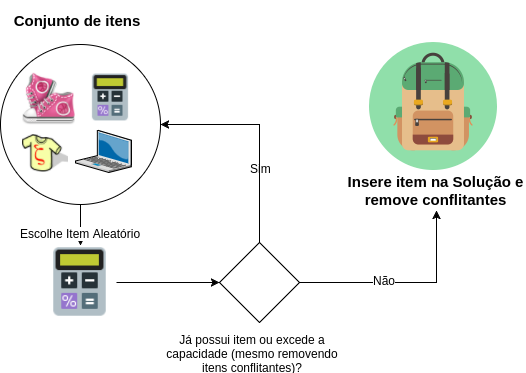 Conjunto de itens
Escolhe Item Aleatório
Sim
Insere item na Solução e
remove conflitantes
Não
Já possui item ou excede a
capacidade (mesmo removendo
itens conflitantes)?